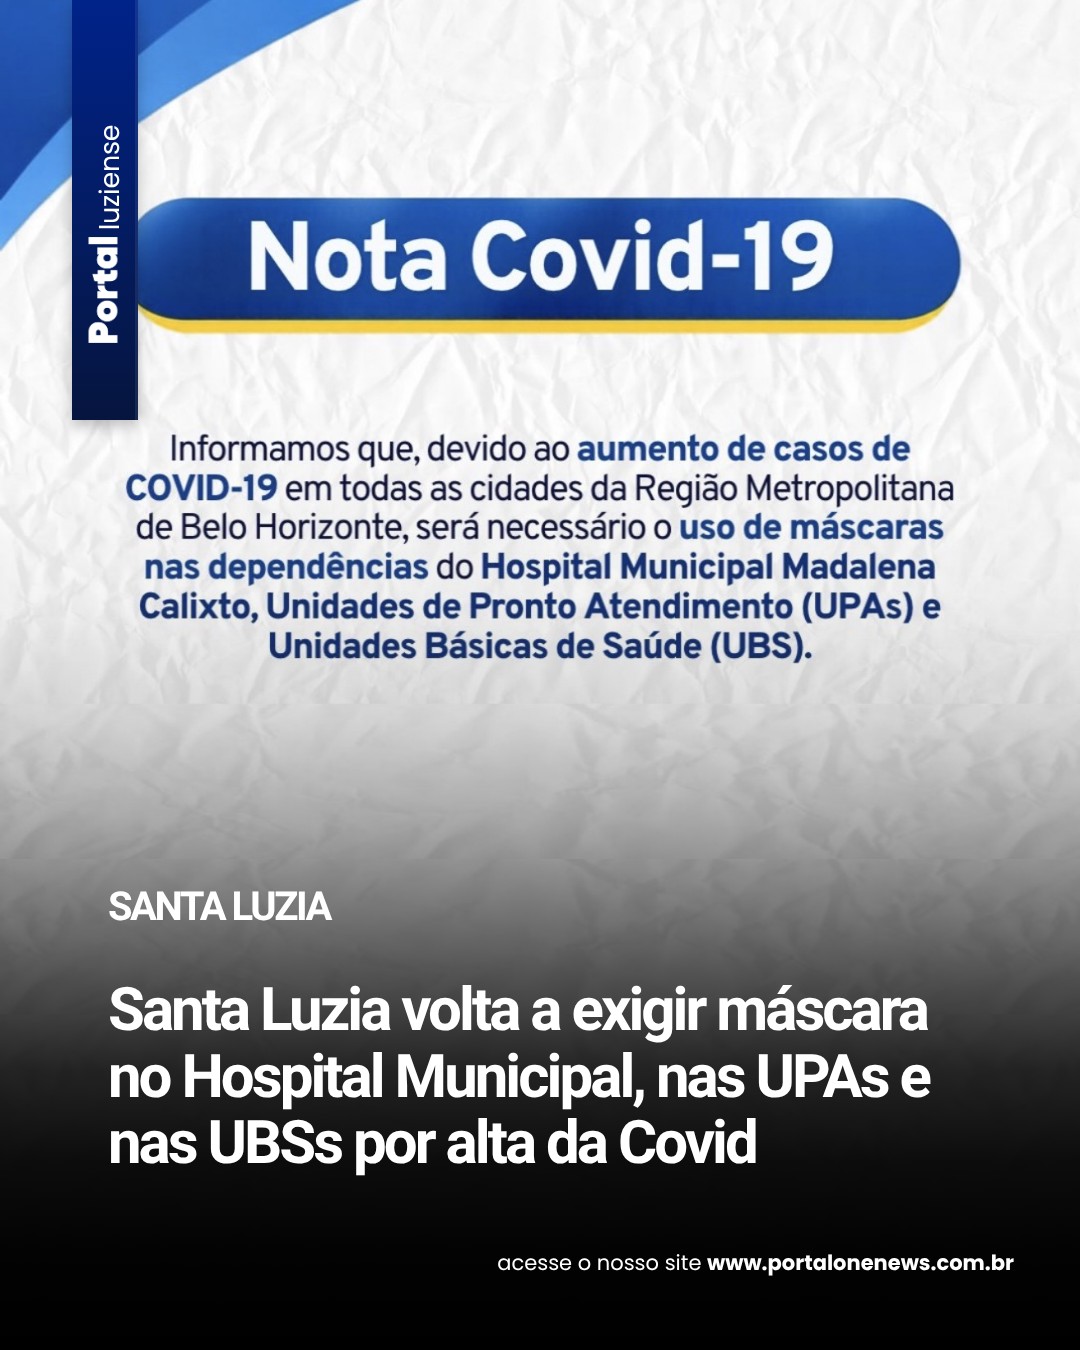 Portal luziense
Nota Covid-19
Informamos que, devido ao aumento de casos de
COVID-19 em todas as cidades da Região Metropolitana
de Belo Horizonte, será necessário o uso de máscaras
nas dependências do Hospital Municipal Madalena
Calixto, Unidades de Pronto Atendimento (UPAs) e
Unidades Básicas de Saúde (UBS).
SANTA LUZIA
Santa Luzia volta a exigir máscara
no Hospital Municipal, nas UPAs e
nas UBSs por alta da Covid
acesse o nosso site www.portalonenews.com.br